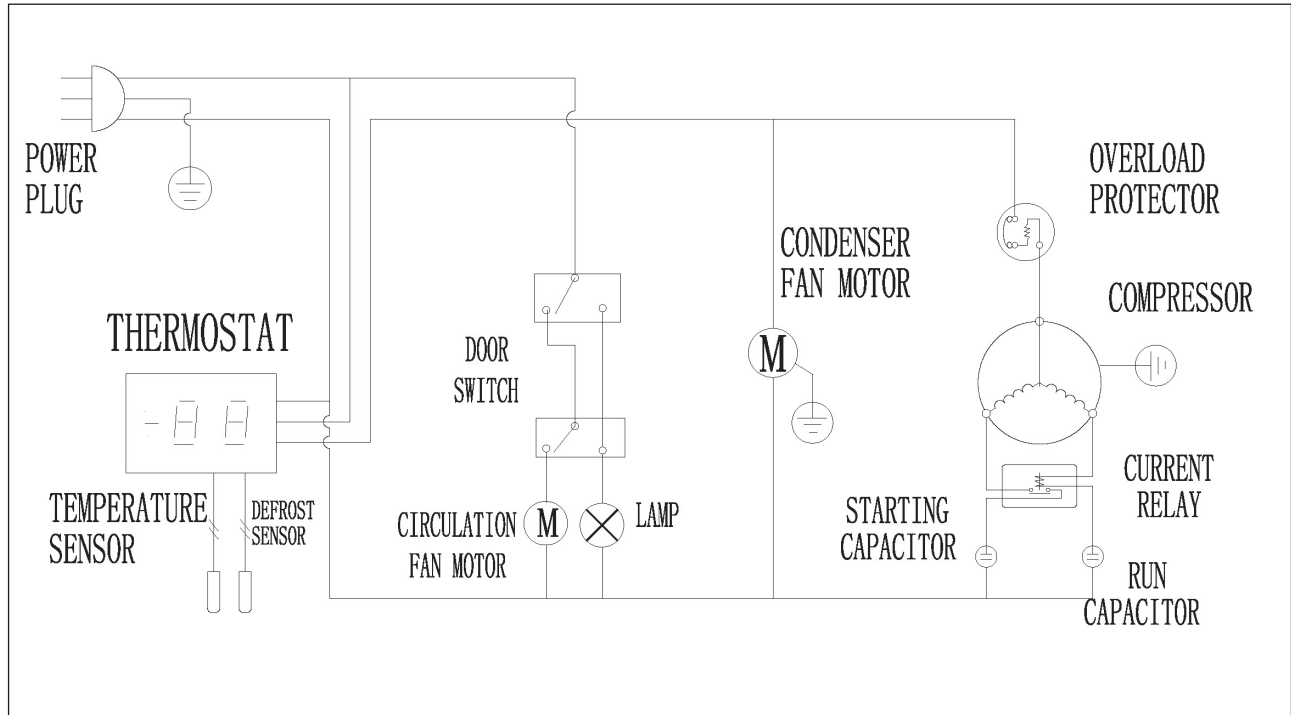 POWER
PLUG
OVERLOAD
PROTECTOR
CONDENSER
FAN MOTOR
COMPRESSOR
THERMOSTAT
DOOR
SWITCH
M
-88
TEMPERATURE
SENSOR
DEFROST
SENSOR
CIRCULATION
FAN MOTOR
M
LAMP
STARTING
CAPACITOR
CURRENT
RELAY
RUN
CAPACITOR